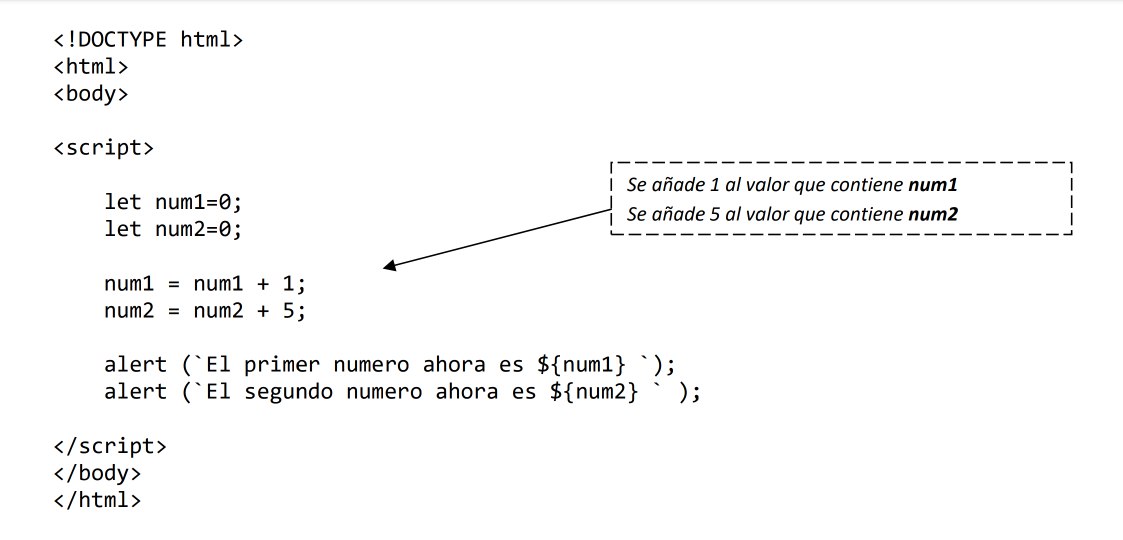 <!DOCTYPE html>
<html>
<body>
<script>
let num1=0;
let num2=0;
Se añade 1 al valor que contiene num1
Se añade 5 al valor que contiene num2
num1 = num1 + 1;
num2 = num2 + 5;
alert (`El primer numero ahora es ${num1} `);
alert (`El segundo numero ahora es ${num2} ` );
</script>
</body>
</html>